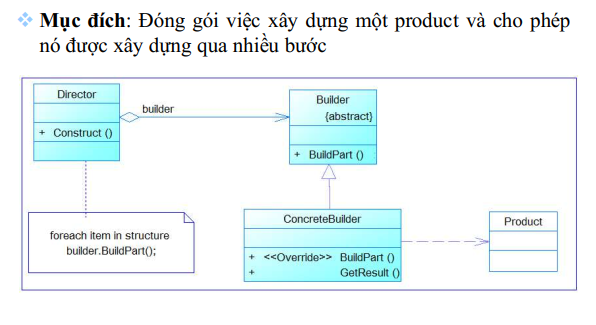 ❖ Mục đích: Đóng gói việc xây dựng một product và cho phép
nó được xây dựng qua nhiều bước
Director
+ Construct ()
builder
Builder
{abstract}
+ BuildPart ()
foreach item in structure
builder.BuildPart();
ConcreteBuilder
+ <<Override>> BuildPart ()
+ GetResult ()
Product